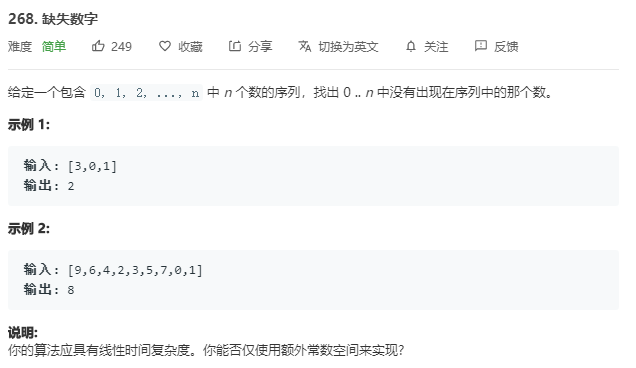 268. 缺失数字
难度 简单 249 收藏 分享 切换为英文 关注 反馈
给定一个包含 0, 1, 2, ..., n 中 n 个数的序列，找出 0 .. n 中没有出现在序列中的那个数。
示例 1:
输入: [3,0,1]
输出: 2
示例 2:
输入: [9,6,4,2,3,5,7,0,1]
输出: 8
说明:
你的算法应具有线性时间复杂度。你能否仅使用额外常数空间来实现?